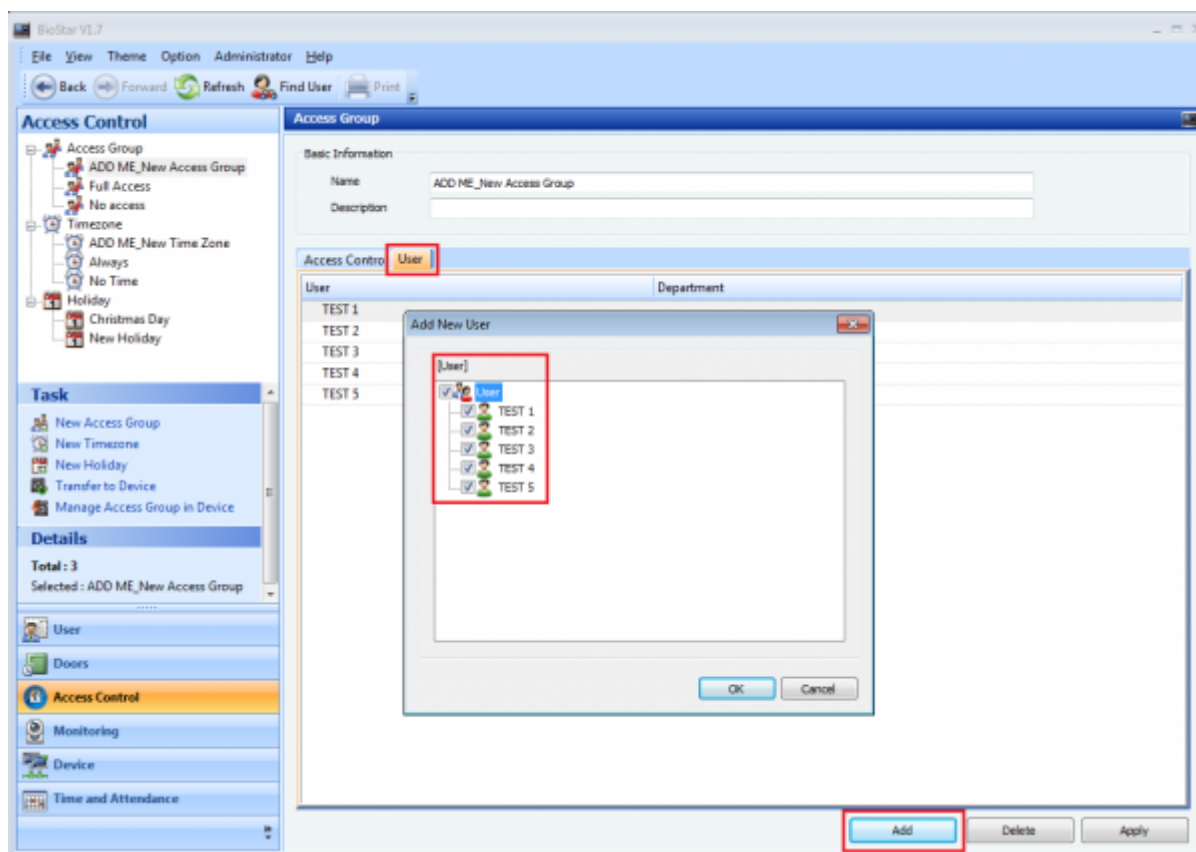 BioStar V1.7
File View Theme Option Administrator Help
Back Forward Refresh Find User Print
Access Control
Access Group
ADD ME_New Access Group
Full Access
No access
Timezone
ADD ME_New Time Zone
Always
No Time
Holiday
Christmas Day
New Holiday
Task
New Access Group
New Timezone
New Holiday
Transfer to Device
Manage Access Group in Device
Details
Total : 3
Selected : ADD ME_New Access Group
User
Doors
Access Control
Monitoring
Device
Time and Attendance
Access Group
Basic Information
Name ADD ME_New Access Group
Description
Access Contro User
User Department
TEST 1
TEST 2
TEST 3
TEST 4
TEST 5
Add New User
[User]
User
TEST 1
TEST 2
TEST 3
TEST 4
TEST 5
OK Cancel
Add Delete Apply